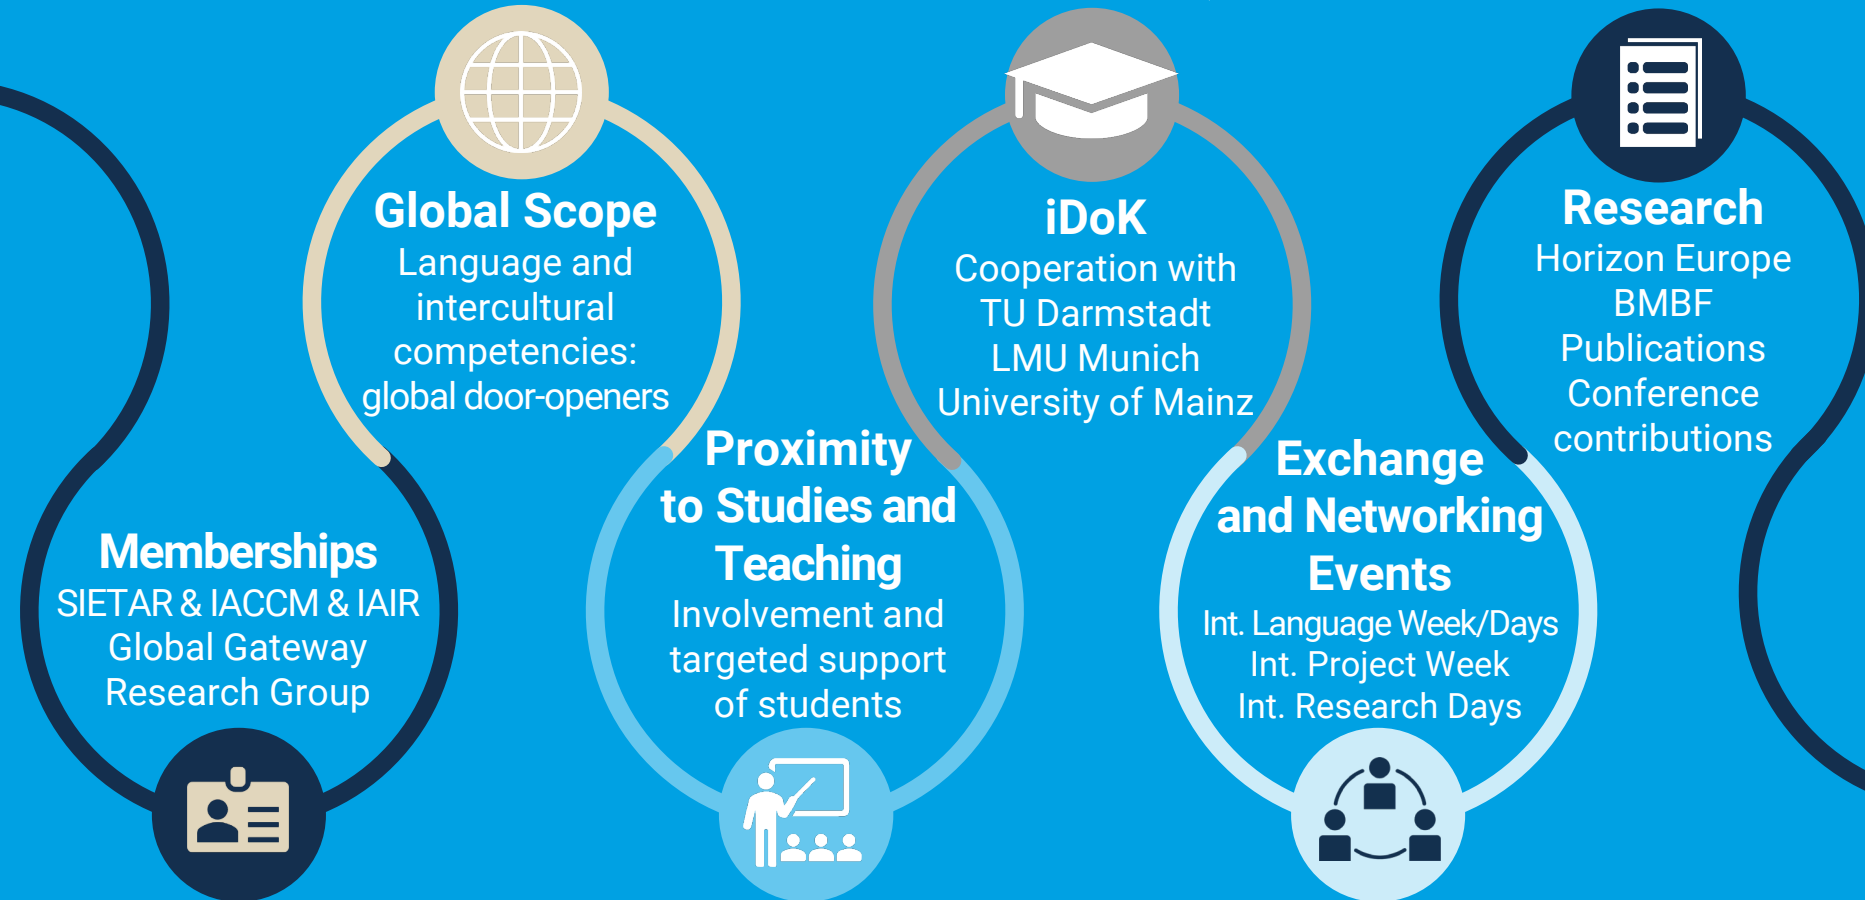 Memberships
SIETAR & IACCM & IAIR
Global Gateway
Research Group
Global Scope
Language and
intercultural
competencies:
global door-openers
Proximity
to Studies and
Teaching
Involvement and
targeted support
of students
iDoK
Cooperation with
TU Darmstadt
LMU Munich
University of Mainz
Exchange
and Networking
Events
Int. Language Week/Days
Int. Project Week
Int. Research Days
Research
Horizon Europe
BMBF
Publications
Conference
contributions